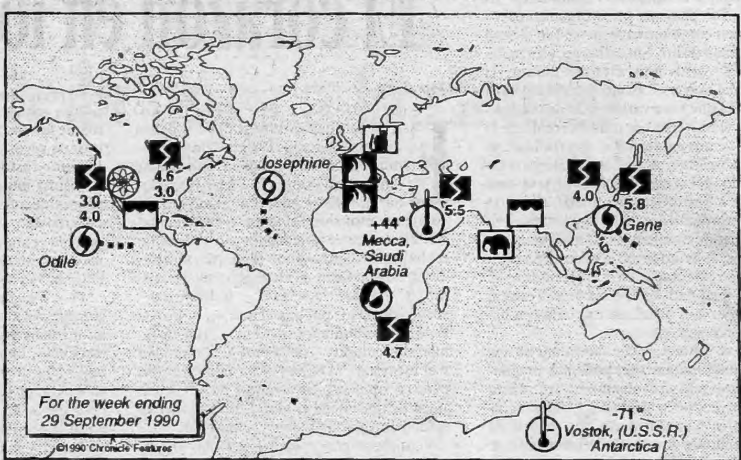 Josephine
4.6
3.0
3.0
4.0
Odile
+44°
Mecca,
Saudi
Arabia
5.5
4.0
5.8
Gene
4.7
For the week ending
29 September 1990
©1990 Chronicle Features
-71°
Vostok, (U.S.S.R.)
Antarctica